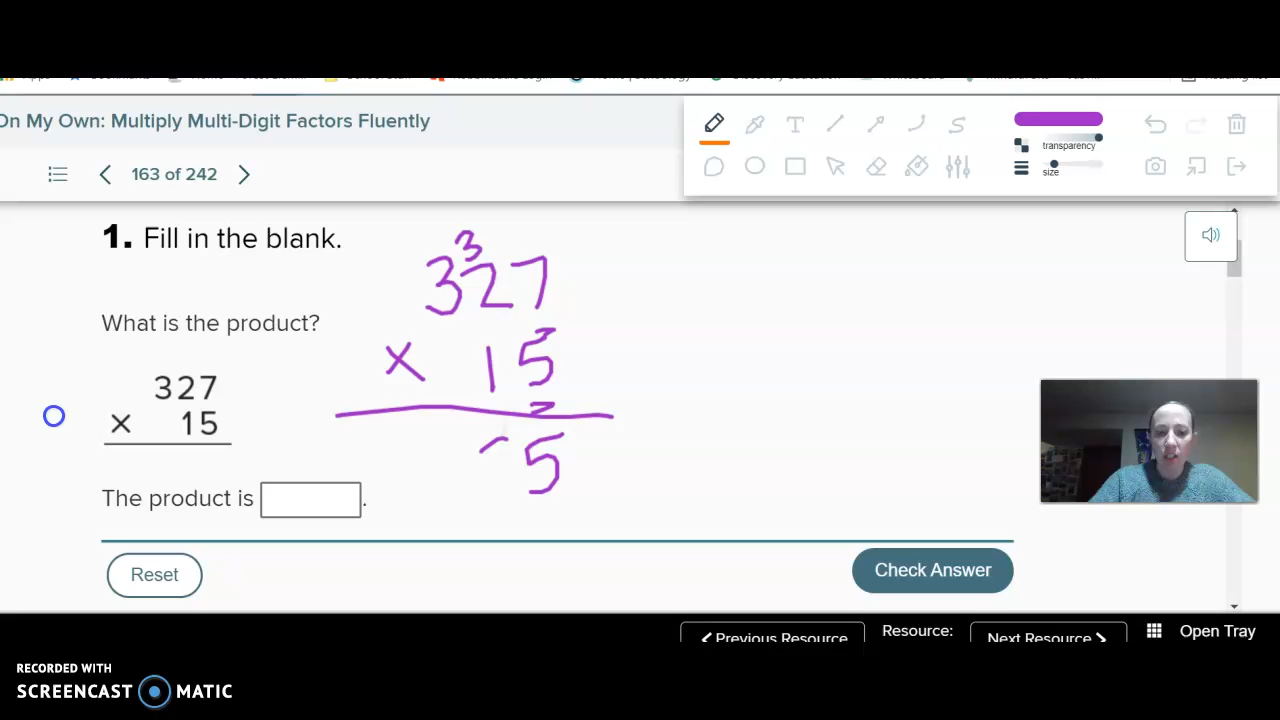 On My Own: Multiply Multi-Digit Factors Fluently
163 of 242
transparency
size
1. Fill in the blank.
What is the product?
327
× 15
The product is .
3
327
× 15
5
Reset
Check Answer
Previous Resource
Resource:
Next Resource
Open Tray
RECORDED WITH
SCREENCAST MATIC